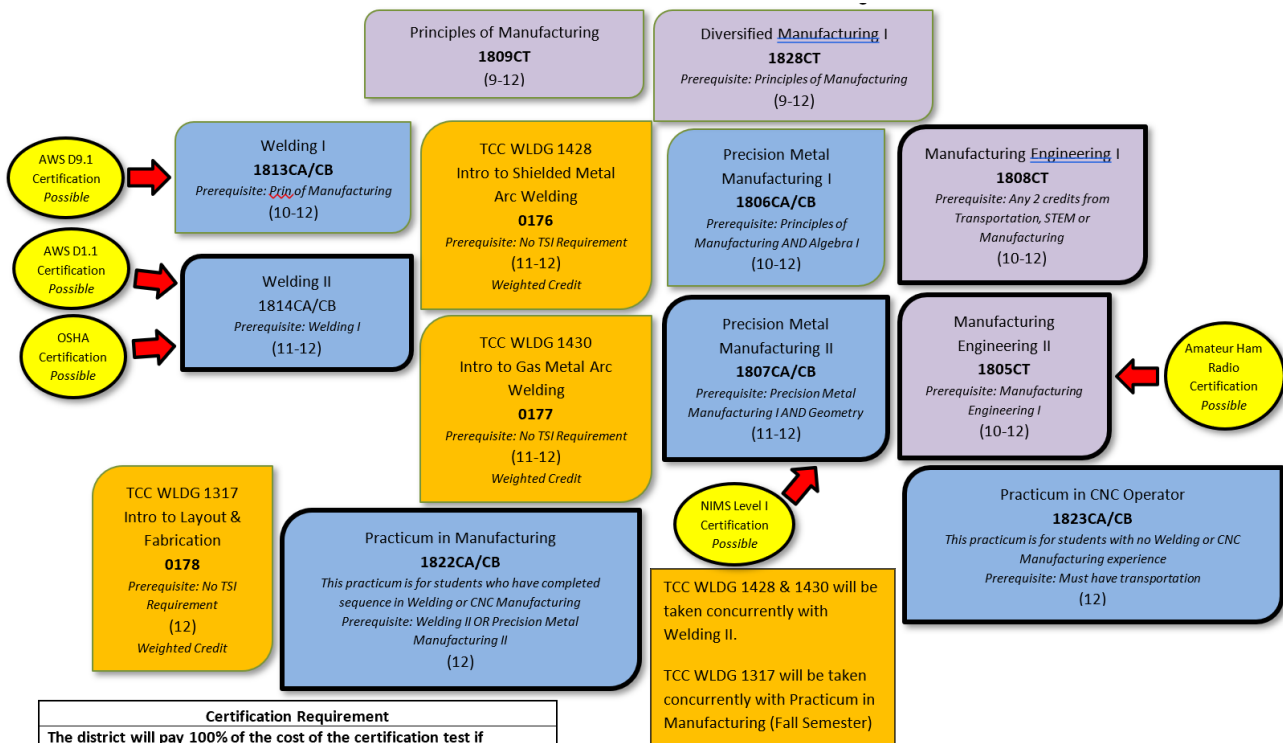 Principles of Manufacturing
1809CT
(9-12)
Diversified Manufacturing I
1828CT
Prerequisite: Principles of Manufacturing
(9-12)
AWS D9.1
Certification
Possible
Welding I
1813CA/CB
Prerequisite: Prin of Manufacturing
(10-12)
TCC WLDG 1428
Intro to Shielded Metal
Arc Welding
0176
Prerequisite: No TSI Requirement
(11-12)
Weighted Credit
Precision Metal
Manufacturing I
1806CA/CB
Prerequisite: Principles of
Manufacturing AND Algebra I
(10-12)
Manufacturing Engineering I
1808CT
Prerequisite: Any 2 credits from
Transportation, STEM or
Manufacturing
(10-12)
AWS D1.1
Certification
Possible
OSHA
Certification
Possible
Welding II
1814CA/CB
Prerequisite: Welding I
(11-12)
TCC WLDG 1430
Intro to Gas Metal Arc
Welding
0177
Prerequisite: No TSI Requirement
(11-12)
Weighted Credit
Precision Metal
Manufacturing II
1807CA/CB
Prerequisite: Precision Metal
Manufacturing I AND Geometry
(11-12)
Manufacturing
Engineering II
1805CT
Prerequisite: Manufacturing
Engineering I
(10-12)
Amateur Ham
Radio
Certification
Possible
TCC WLDG 1317
Intro to Layout &
Fabrication
0178
Prerequisite: No TSI
Requirement
(12)
Weighted Credit
Practicum in Manufacturing
1822CA/CB
This practicum is for students who have completed
sequence in Welding or CNC Manufacturing
Prerequisite: Welding II OR Precision Metal
Manufacturing II
(12)
NIMS Level I
Certification
Possible
Practicum in CNC Operator
1823CA/CB
This practicum is for students with no Welding or CNC
Manufacturing experience
Prerequisite: Must have transportation
(12)
TCC WLDG 1428 & 1430 will be
taken concurrently with
Welding II.
TCC WLDG 1317 will be taken
concurrently with Practicum in
Manufacturing (Fall Semester)
Certification Requirement
The district will pay 100% of the cost of the certification test if